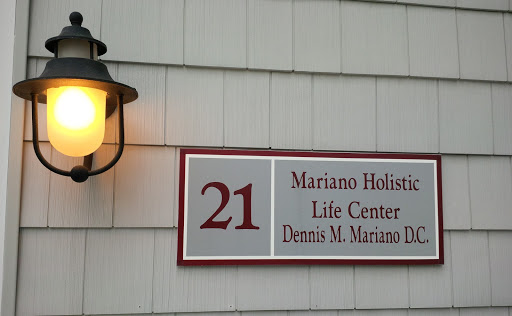 21
Mariano Holistic
Life Center
Dennis M. Mariano D.C.